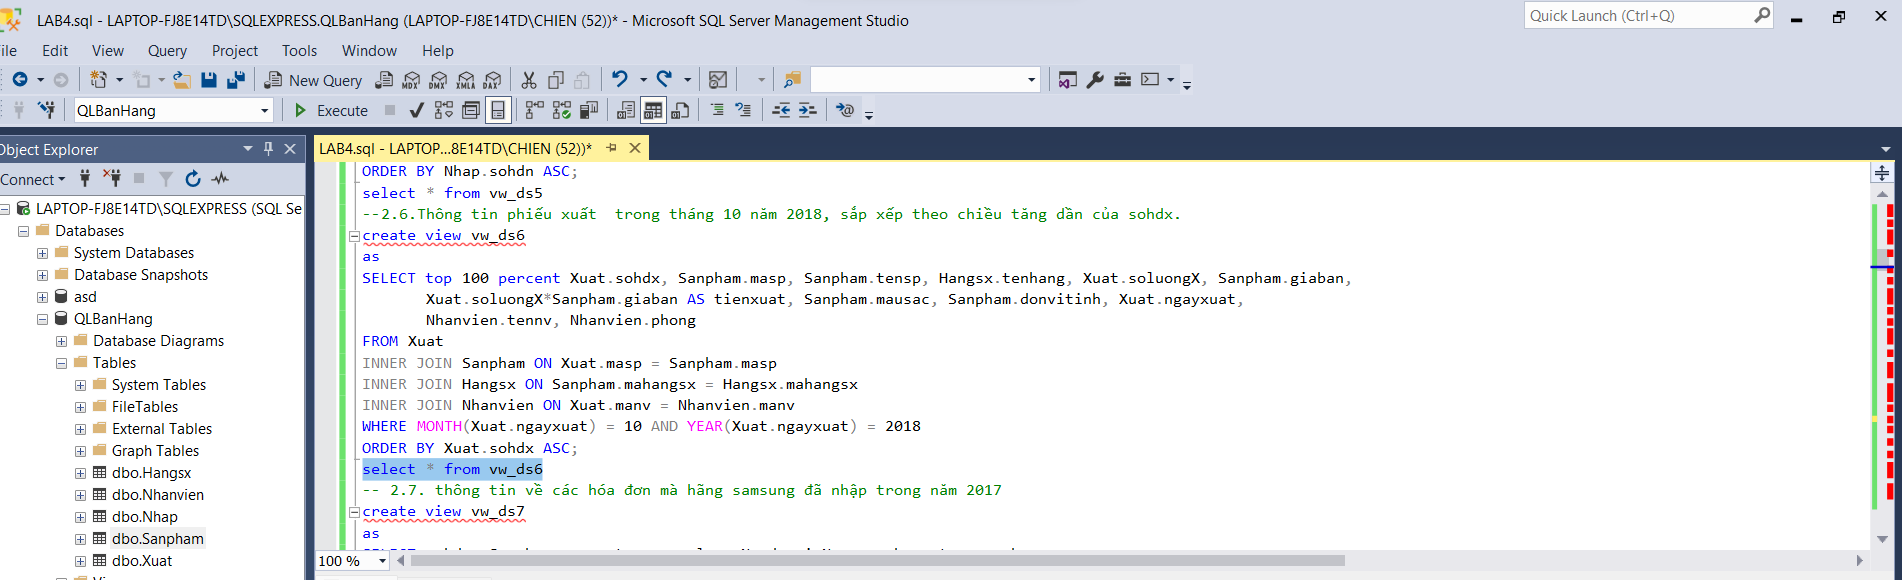 LAB4.sql - LAPTOP-FJ8E14TD\SQLEXPRESS.QLBanHang (LAPTOP-FJ8E14TD\CHIEN (52))* - Microsoft SQL Server Management Studio
Quick Launch (Ctrl+Q)
ile Edit View Query Project Tools Window Help
New Query MDX DMX XMLA DAX
QLBanHang Execute
Object Explorer
Connect
LAPTOP-FJ8E14TD\SQLEXPRESS (SQL Se
Databases
System Databases
Database Snapshots
asd
QLBanHang
Database Diagrams
Tables
System Tables
FileTables
External Tables
Graph Tables
dbo.Hangsx
dbo.Nhanvien
dbo.Nhap
dbo.Sanpham
dbo.Xuat
LAB4.sql - LAPTOP...8E14TD\CHIEN (52))*
ORDER BY Nhap.sohdn ASC;
select * from vw_ds5
--2.6.Thông tin phiếu xuất  trong tháng 10 năm 2018, sắp xếp theo chiều tăng dần của sohdx.
create view vw_ds6
as
SELECT top 100 percent Xuat.sohdx, Sanpham.masp, Sanpham.tensp, Hangsx.tenhang, Xuat.soluongX, Sanpham.giaban,
Xuat.soluongX*Sanpham.giaban AS tienxuat, Sanpham.mausac, Sanpham.donvitinh, Xuat.ngayxuat,
Nhanvien.tennv, Nhanvien.phong
FROM Xuat
INNER JOIN Sanpham ON Xuat.masp = Sanpham.masp
INNER JOIN Hangsx ON Sanpham.mahangsx = Hangsx.mahangsx
INNER JOIN Nhanvien ON Xuat.manv = Nhanvien.manv
WHERE MONTH(Xuat.ngayxuat) = 10 AND YEAR(Xuat.ngayxuat) = 2018
ORDER BY Xuat.sohdx ASC;
select * from vw_ds6
-- 2.7. thông tin về các hóa đơn mà hãng samsung đã nhập trong năm 2017
create view vw_ds7
as
100 %